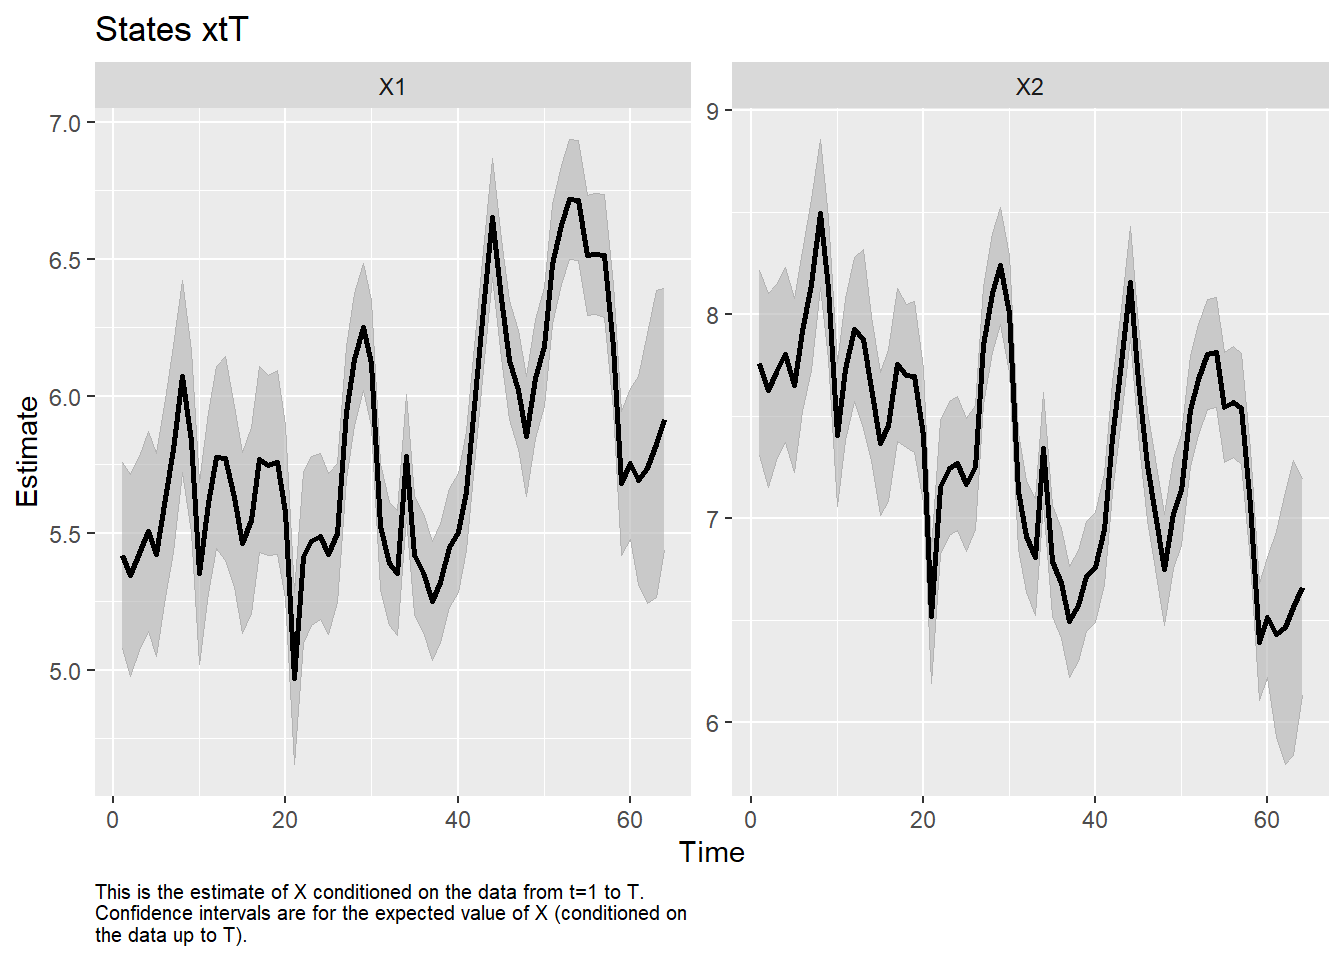 States xtT
X1
X2
Estimate
7.0
6.5
6.0
5.5
5.0
9
8
7
6
0
20
40
60
0
20
40
60
Time
This is the estimate of X conditioned on the data from t=1 to T.
Confidence intervals are for the expected value of X (conditioned on
the data up to T).